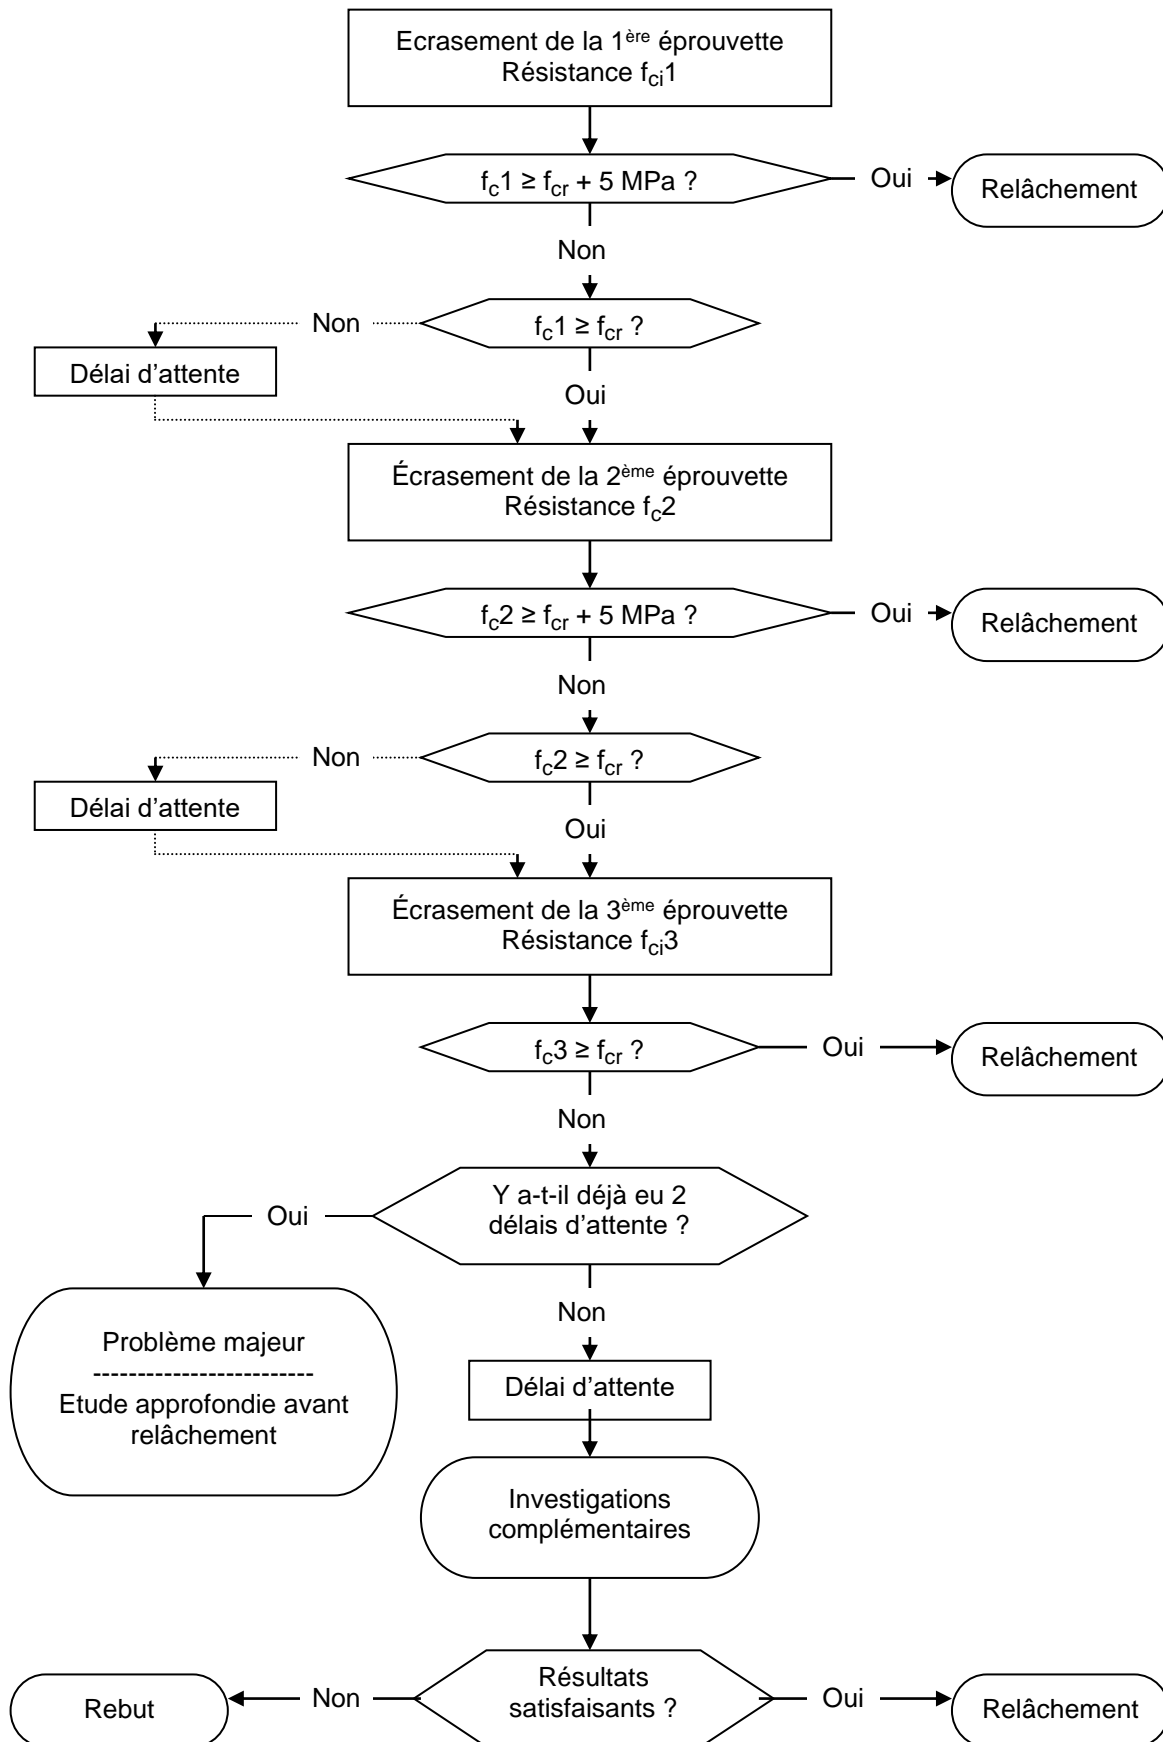 Ecrasement de la 1ère éprouvette
Résistance fci1
fc1 ≥ fcr + 5 MPa ?
Oui
Relâchement
Non
Non
fc1 ≥ fcr ?
Délai d’attente
Oui
Écrasement de la 2ème éprouvette
Résistance fc2
fc2 ≥ fcr + 5 MPa ?
Oui
Relâchement
Non
Non
fc2 ≥ fcr ?
Délai d’attente
Oui
Écrasement de la 3ème éprouvette
Résistance fci3
fc3 ≥ fcr ?
Oui
Relâchement
Non
Y a-t-il déjà eu 2
délais d’attente ?
Oui
Non
Problème majeur
-------------------------
Etude approfondie avant
relâchement
Délai d’attente
Investigations
complémentaires
Résultats
satisfaisants ?
Non
Rebut
Oui
Relâchement